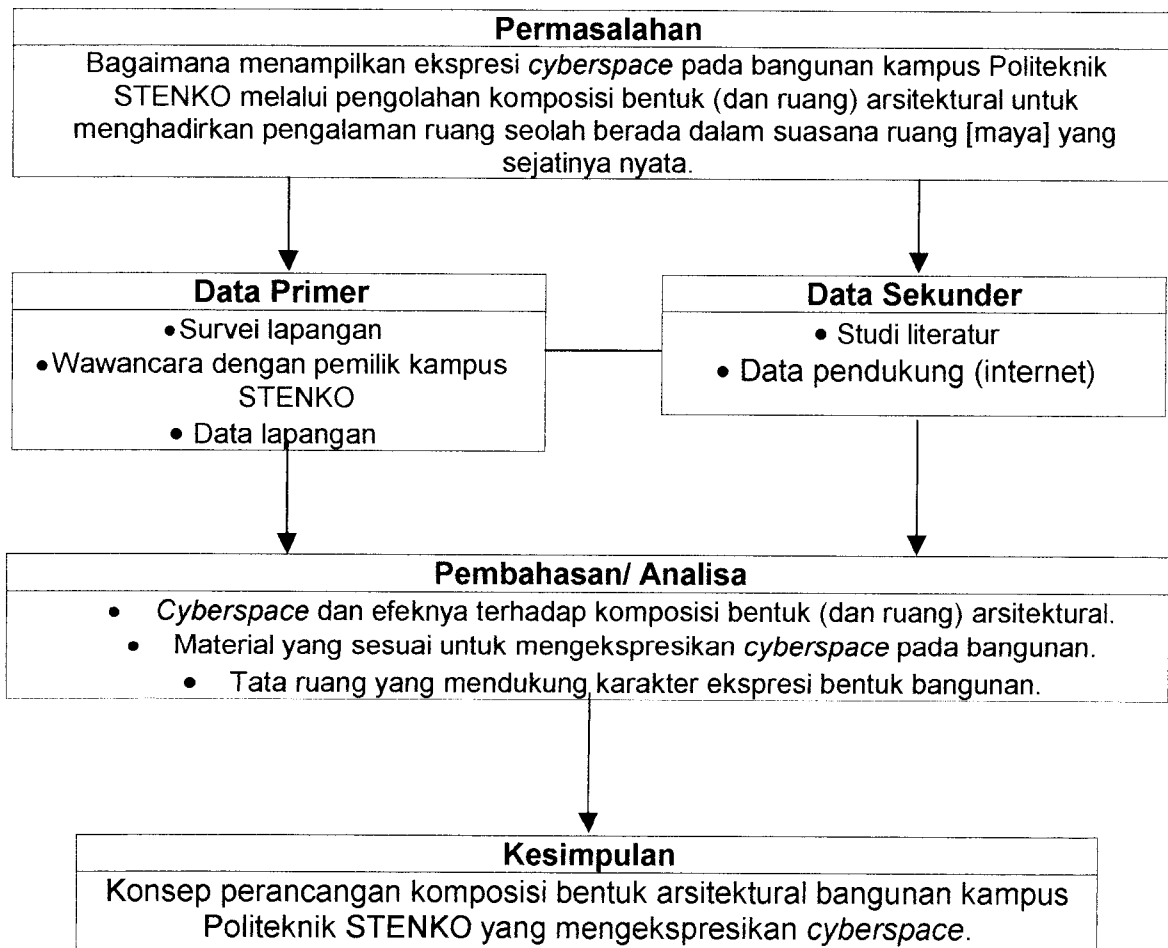 Permasalahan
Bagaimana menampilkan ekspresi cyberspace pada bangunan kampus Politeknik
STENKO melalui pengolahan komposisi bentuk (dan ruang) arsitektural untuk
menghadirkan pengalaman ruang seolah berada dalam suasana ruang [maya] yang
sejatinya nyata.
Data Primer
•Survei lapangan
•Wawancara dengan pemilik kampus
STENKO
• Data lapangan
Data Sekunder
• Studi literatur
• Data pendukung (internet)
Pembahasan/ Analisa
• Cyberspace dan efeknya terhadap komposisi bentuk (dan ruang) arsitektural.
• Material yang sesuai untuk mengekspresikan cyberspace pada bangunan.
• Tata ruang yang mendukung karakter ekspresi bentuk bangunan.
Kesimpulan
Konsep perancangan komposisi bentuk arsitektural bangunan kampus
Politeknik STENKO yang mengekspresikan cyberspace.